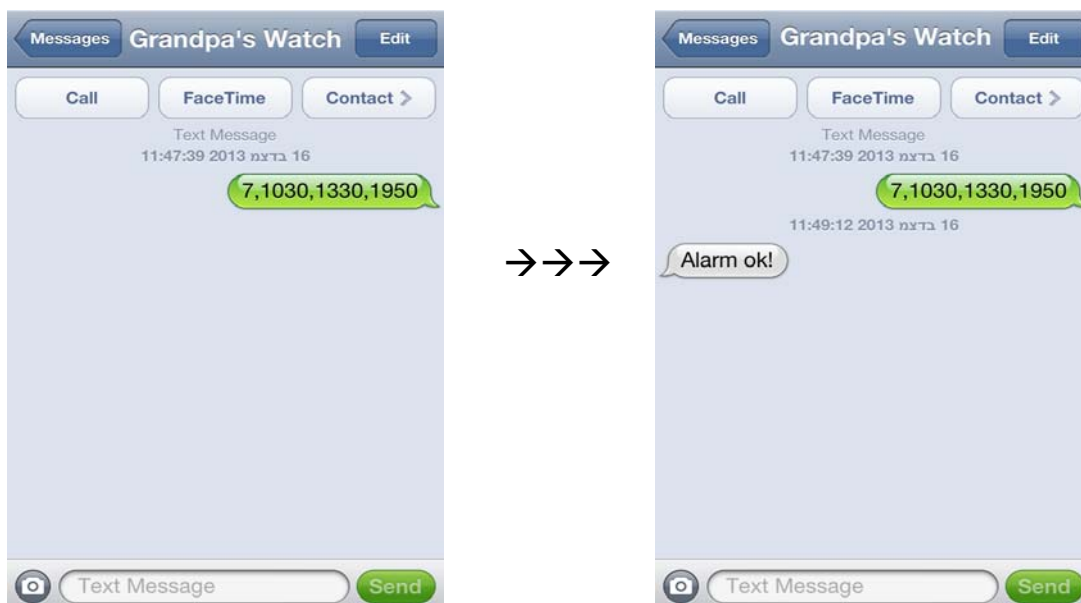 Messages Grandpa's Watch Edit
Call FaceTime Contact >
Text Message
16 בדצמ 2013 11:47:39
7,1030,1330,1950
Text Message Send
→→→
Messages Grandpa's Watch Edit
Call FaceTime Contact >
Text Message
16 בדצמ 2013 11:47:39
7,1030,1330,1950
16 בדצמ 2013 11:49:12
Alarm ok!
Text Message Send